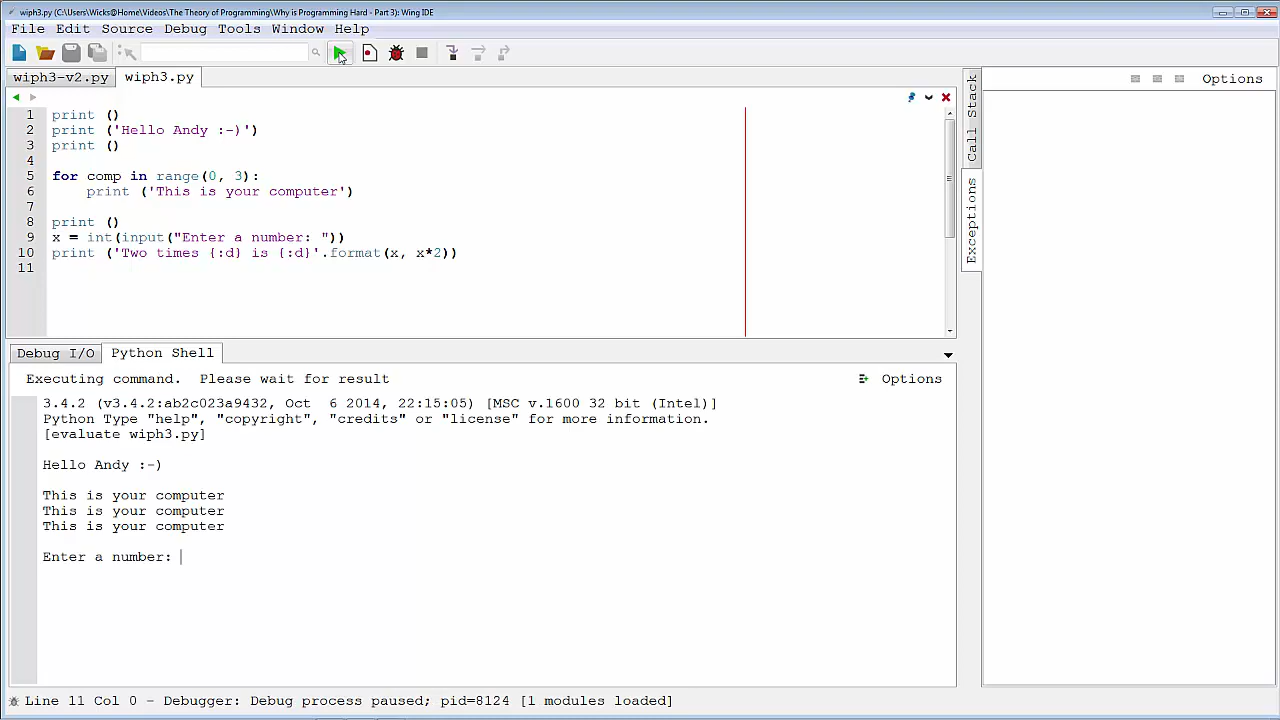 wiph3.py (C:\Users\Wicks@Home\Videos\The Theory of Programming\Why is Programming Hard - Part 3): Wing IDE
File Edit Source Debug Tools Window Help
wiph3-v2.py wiph3.py
Options
1 print ()
2 print ('Hello Andy :-)')
3 print ()
4
5 for comp in range(0, 3):
6 print ('This is your computer')
7
8 print ()
9 x = int(input("Enter a number: "))
10 print ('Two times {:d} is {:d}'.format(x, x*2))
11
Call Stack
Exceptions
Debug I/O Python Shell
Executing command. Please wait for result
Options
3.4.2 (v3.4.2:ab2c023a9432, Oct 6 2014, 22:15:05) [MSC v.1600 32 bit (Intel)]
Python Type "help", "copyright", "credits" or "license" for more information.
[evaluate wiph3.py]
Hello Andy :-)
This is your computer
This is your computer
This is your computer
Enter a number:
Line 11 Col 0 - Debugger: Debug process paused; pid=8124 [1 modules loaded]